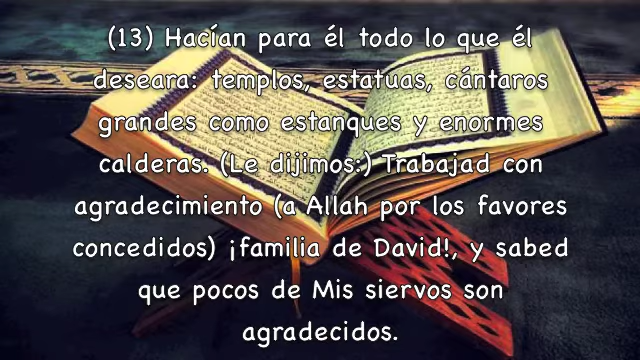 (13) Hacían para él todo lo que él
deseara: templos, estatuas, cántaros
grandes como estanques y enormes
calderas. (Le dijimos:) Trabajad con
agradecimiento (a Allah por los favores
concedidos) ¡familia de David!, y sabed
que pocos de Mis siervos son
agradecidos.